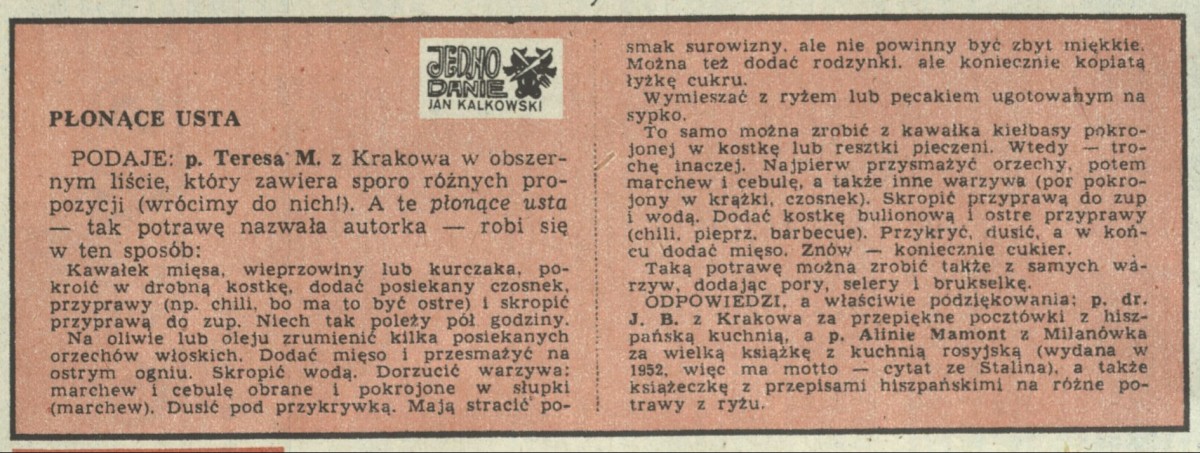 JEDNO
DANIE
JAN KALKOWSKI
PŁONĄCE USTA
PODAJE: p. Teresa M. z Krakowa w obszer-
nym liście, który zawiera sporo różnych pro-
pozycji (wrócimy do nich!). A te płonące usta
— tak potrawę nazwała autorka — robi się
w ten sposób:
Kawałek mięsa, wieprzowiny lub kurczaka, po-
kroić w drobną kostkę, dodać posiekany czosnek,
przyprawy (np. chili, bo ma to być ostre) i skropić
przyprawą do zup. Niech tak poleży pół godziny.
Na oliwie lub oleju zrumienić kilka posiekanych
orzechów włoskich. Dodać mięso i przesmażyć na
ostrym ogniu. Skropić wodą. Dorzucić warzywa:
marchew i cebulę obrane i pokrojone w słupki
(marchew). Dusić pod przykrywką. Mają stracić po-
smak surowizny, ale nie powinny być zbyt miękkie.
Można też dodać rodzynki, ale koniecznie kopiatą
łyżkę cukru.
Wymieszać z ryżem lub pęcakiem ugotowanym na
sypko.
To samo można zrobić z kawałka kiełbasy pokro-
jonej w kostkę lub resztki pieczeni. Wtedy — tro-
chę inaczej. Najpierw przysmażyć orzechy, potem
marchew i cebulę, a także inne warzywa (por pokro-
jony w krążki, czosnek). Skropić przyprawą do zup
i wodą. Dodać kostkę bulionową i ostre przyprawy
(chili, pieprz, barbecue). Przykryć, dusić, a w koń-
cu dodać mięso. Znów — koniecznie cukier.
Taką potrawę można zrobić także z samych wa-
rzyw, dodając pory, selery i brukselkę.
ODPOWIEDZI, a właściwie podziękowania: p. dr.
J. B. z Krakowa za przepiękne pocztówki z hisz-
pańską kuchnią, a p. Alinie Mamont z Milanówka
za wielką książkę z kuchnią rosyjską (wydana w
1952, więc ma motto — cytat ze Stalina), a także
książeczkę z przepisami hiszpańskimi na różne po-
trawy z ryżu.